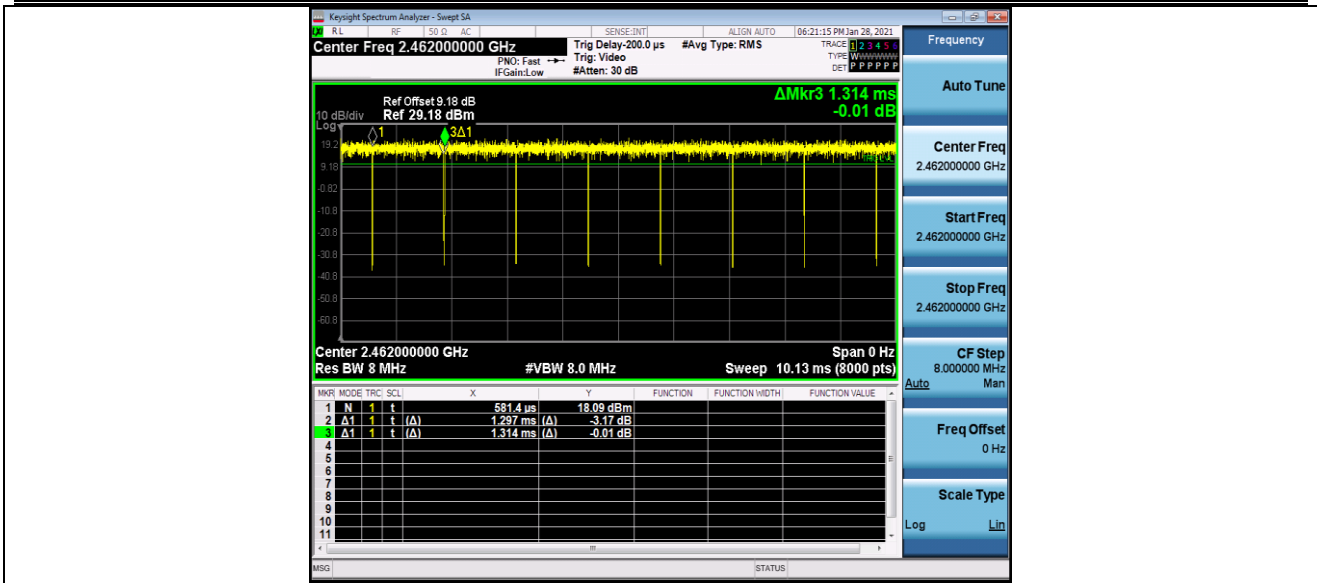 Keysight Spectrum Analyzer - Swept SA
RL RF 50 Ω AC SENSE:INT ALIGN AUTO 06:21:15 PM Jan 28, 2021
Center Freq 2.462000000 GHz Trig Delay-200.0 µs #Avg Type: RMS TRACE 1 2 3 4 5 6
PNO: Fast Trig: Video TYPE WWWWWW
IFGain:Low #Atten: 30 dB DET P P P P P P
ΔMkr3 1.314 ms
-0.01 dB
Ref Offset 9.18 dB
10 dB/div Ref 29.18 dBm
Log
1 3Δ1
19.2
9.18
-0.82
-10.8
-20.8
-30.8
-40.8
-50.8
-60.8
Center 2.462000000 GHz Span 0 Hz
Res BW 8 MHz #VBW 8.0 MHz Sweep 10.13 ms (8000 pts)
MKR MODE TRC SCL X Y FUNCTION FUNCTION WIDTH FUNCTION VALUE
1 N 1 t 581.4 µs 18.09 dBm
2 Δ1 1 t (Δ) 1.297 ms (Δ) -3.17 dB
3 Δ1 1 t (Δ) 1.314 ms (Δ) -0.01 dB
4
5
6
7
8
9
10
11
MSG STATUS
Frequency
Auto Tune
Center Freq
2.462000000 GHz
Start Freq
2.462000000 GHz
Stop Freq
2.462000000 GHz
CF Step
8.000000 MHz
Auto Man
Freq Offset
0 Hz
Scale Type
Log Lin